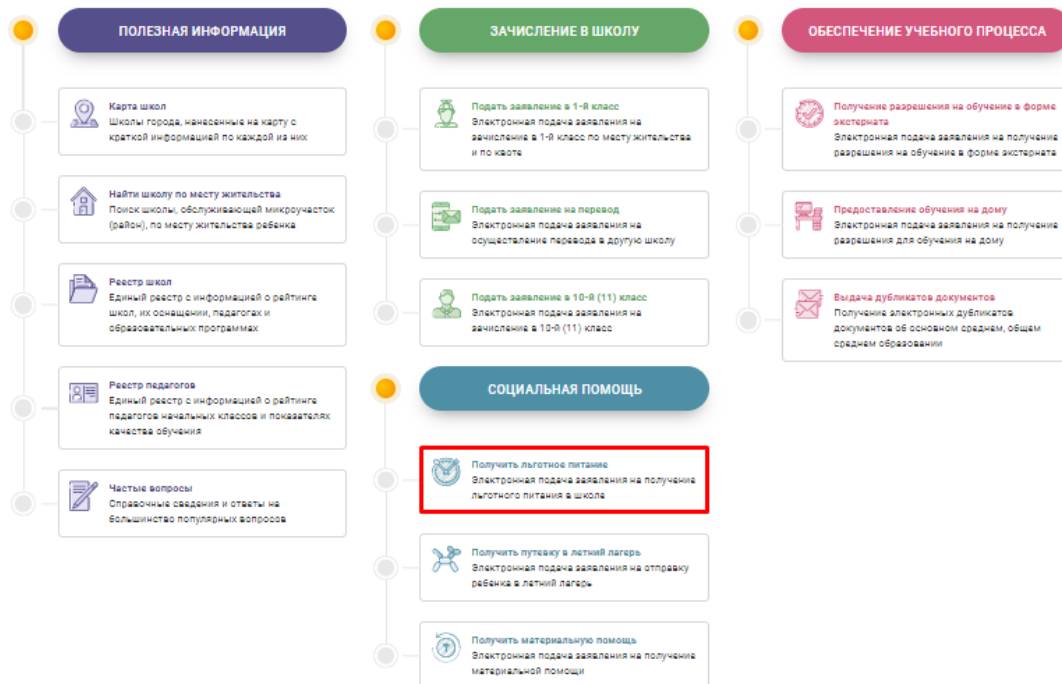 ПОЛЕЗНАЯ ИНФОРМАЦИЯ
Карта школ
Школы города, нанесенные на карту с
краткой информацией по каждой из них
Найти школу по месту жительства
Поиск школы, обслуживающей микроучасток
(район), по месту жительства ребенка
Реестр школ
Единый реестр с информацией о рейтинге
школ, их оснащении, педагогах и
образовательных программах
Реестр педагогов
Единый реестр с информацией о рейтинге
педагогов начальных классов и показателях
качества обучения
Частые вопросы
Справочные сведения и ответы на
большинство популярных вопросов
ЗАЧИСЛЕНИЕ В ШКОЛУ
Подать заявление в 1-й класс
Электронная подача заявления на
зачисление в 1-й класс по месту жительства
и по квоте
Подать заявление на перевод
Электронная подача заявления на
осуществление перевода в другую школу
Подать заявление в 10-й (11) класс
Электронная подача заявления на
зачисление в 10-й (11) класс
СОЦИАЛЬНАЯ ПОМОЩЬ
Получить льготное питание
Электронная подача заявления на получение
льготного питания в школе
Получить путевку в летний лагерь
Электронная подача заявления на отправку
ребенка в летний лагерь
Получить материальную помощь
Электронная подача заявления на получение
материальной помощи
ОБЕСПЕЧЕНИЕ УЧЕБНОГО ПРОЦЕССА
Получение разрешения на обучение в форме
экстерната
Электронная подача заявления на получение
разрешения на обучение в форме экстерната
Предоставление обучения на дому
Электронная подача заявления на получение
разрешения для обучения на дому
Выдача дубликатов документов
Получение электронных дубликатов
документов об основном среднем, общем
среднем образовании